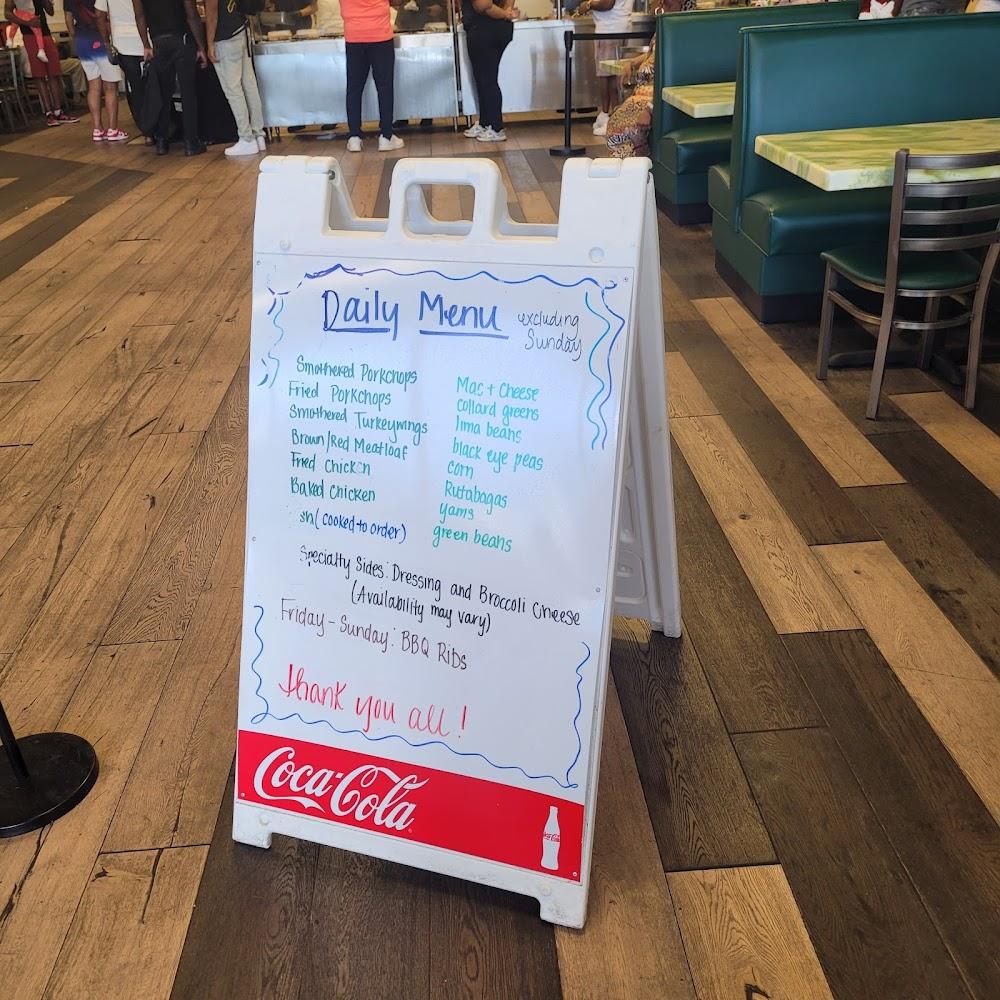 Daily Menu
excluding
Sunday
Smothered Porkchops
Fried Porkchops
Smothered Turkeywings
Brown/Red Meatloaf
Fried Chicken
Baked Chicken
sh (cooked to order)
Mac + Cheese
Collard greens
lima beans
black eye peas
corn
Rutabagas
yams
green beans
Specialty Sides: Dressing and Broccoli Cheese
(Availability may vary)
Friday - Sunday: BBQ Ribs
Thank you all!
Coca-Cola